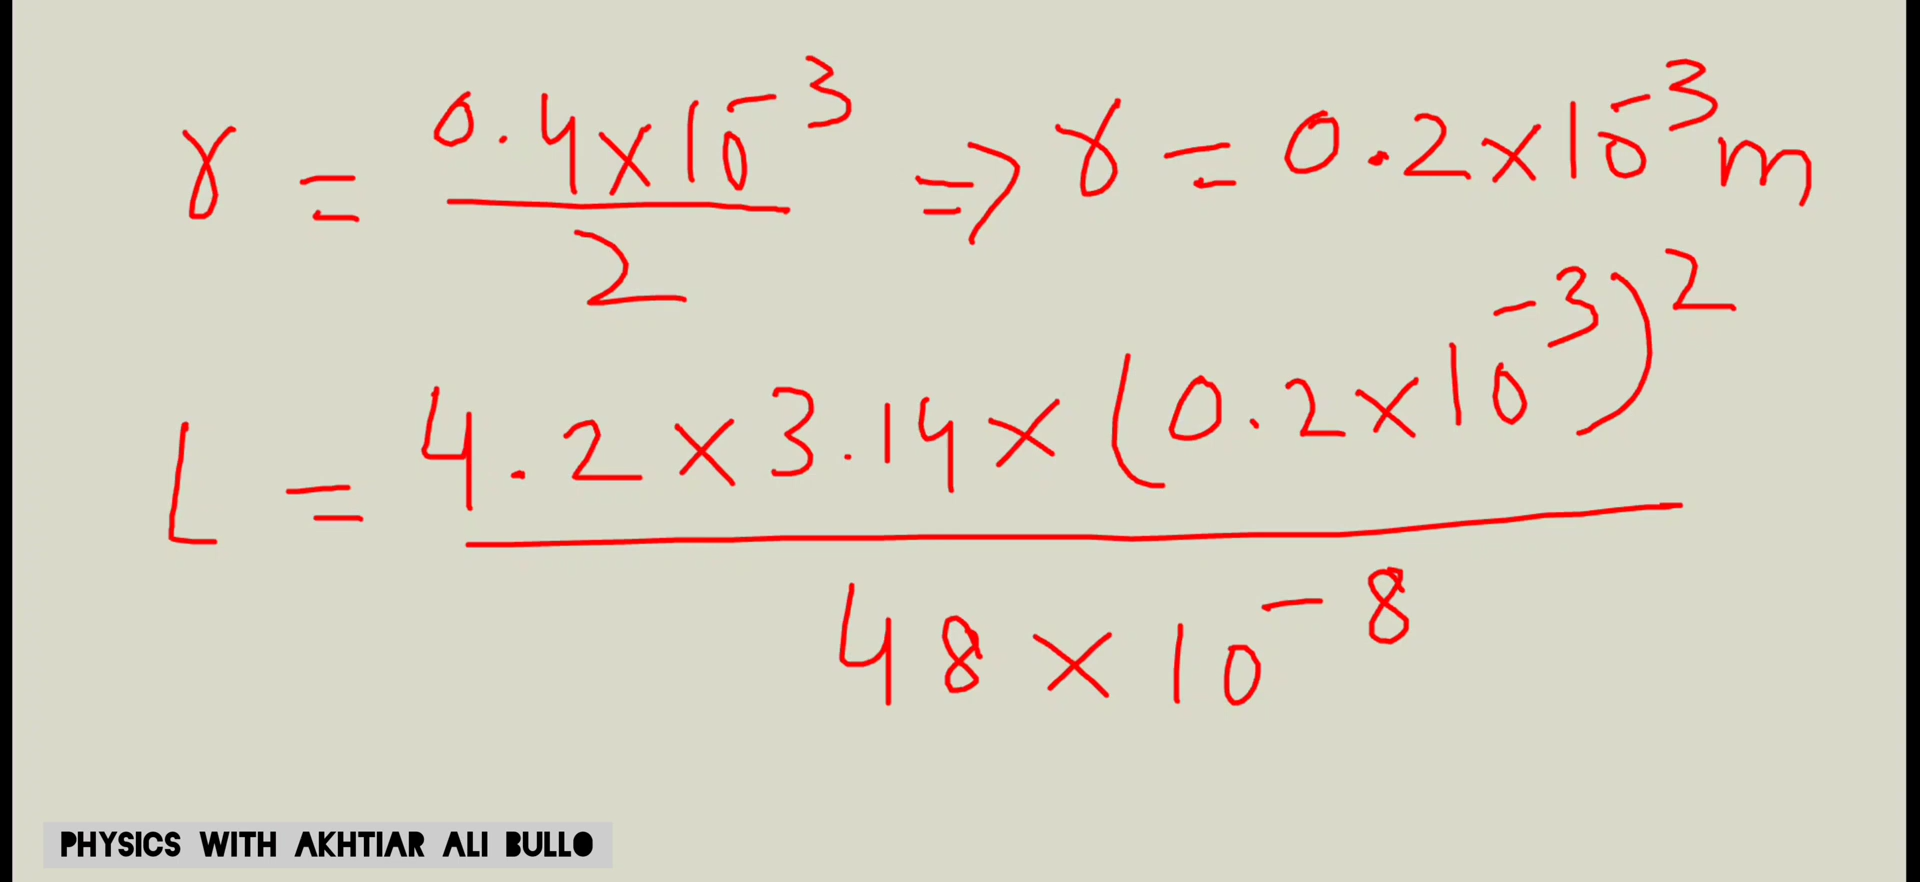 r = 0.4×10⁻³ / 2 ⇒ r = 0.2×10⁻³ m
L = 4.2 × 3.14 × (0.2×10⁻³)² / 48 × 10⁻⁸
PHYSICS WITH AKHTIAR ALI BULLO